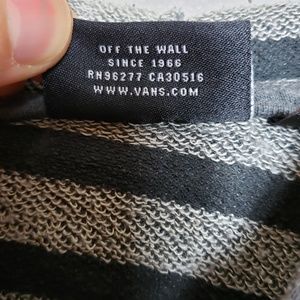 OFF THE WALL
SINCE 1966
RN96277 CA30516
WWW.VANS.COM